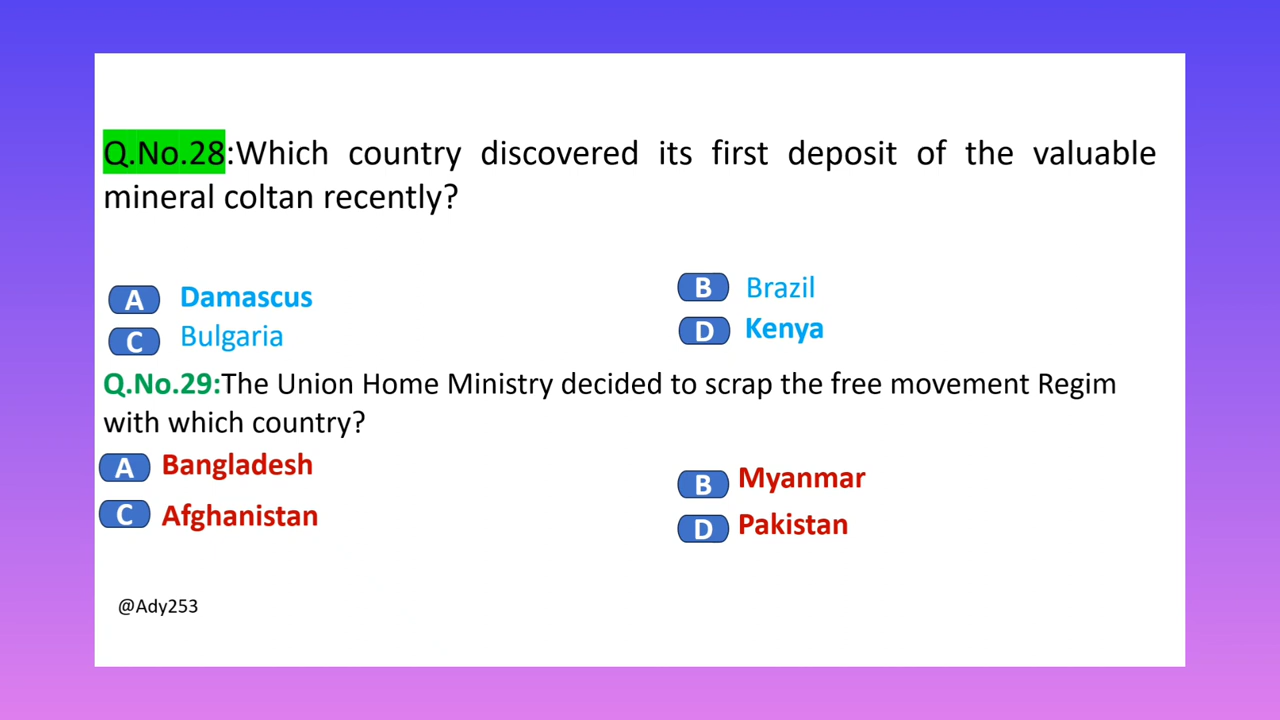 Q.No.28:Which country discovered its first deposit of the valuable
mineral coltan recently?
A Damascus
B Brazil
C Bulgaria
D Kenya
Q.No.29:The Union Home Ministry decided to scrap the free movement Regim
with which country?
A Bangladesh
B Myanmar
C Afghanistan
D Pakistan
@Ady253